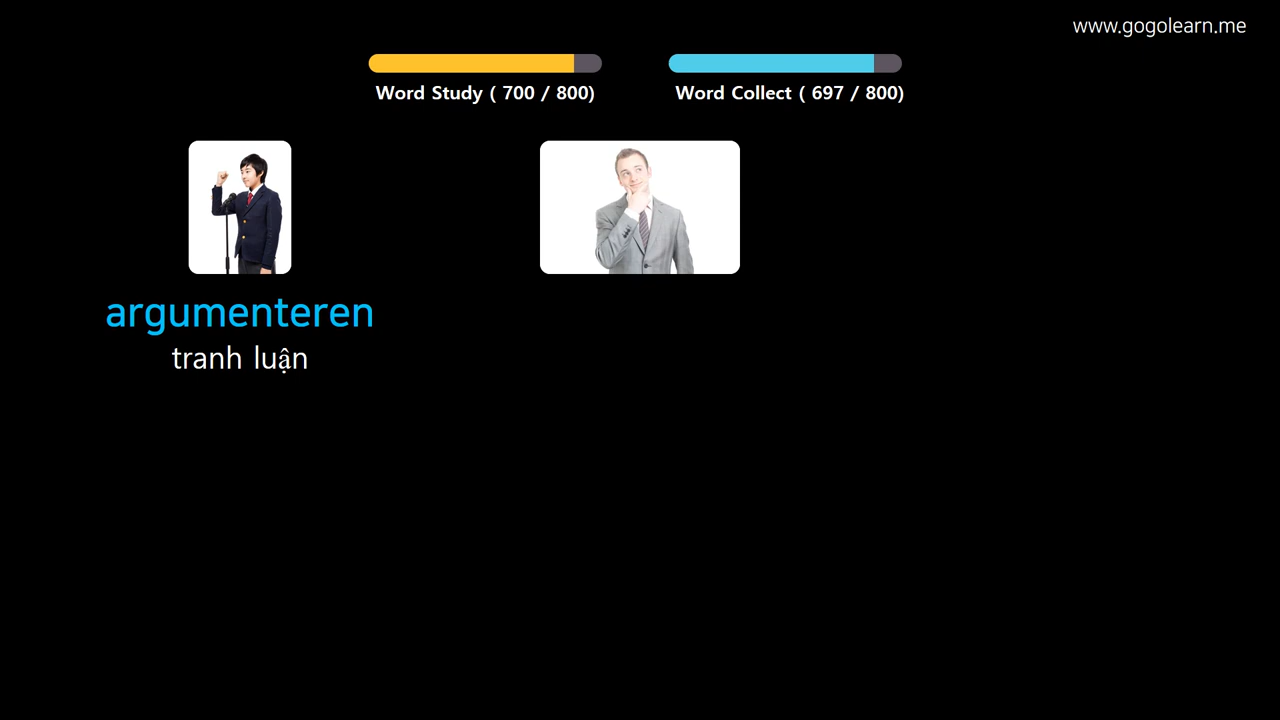 www.gogolearn.me
Word Study ( 700 / 800)
Word Collect ( 697 / 800)
argumenteren
tranh luận